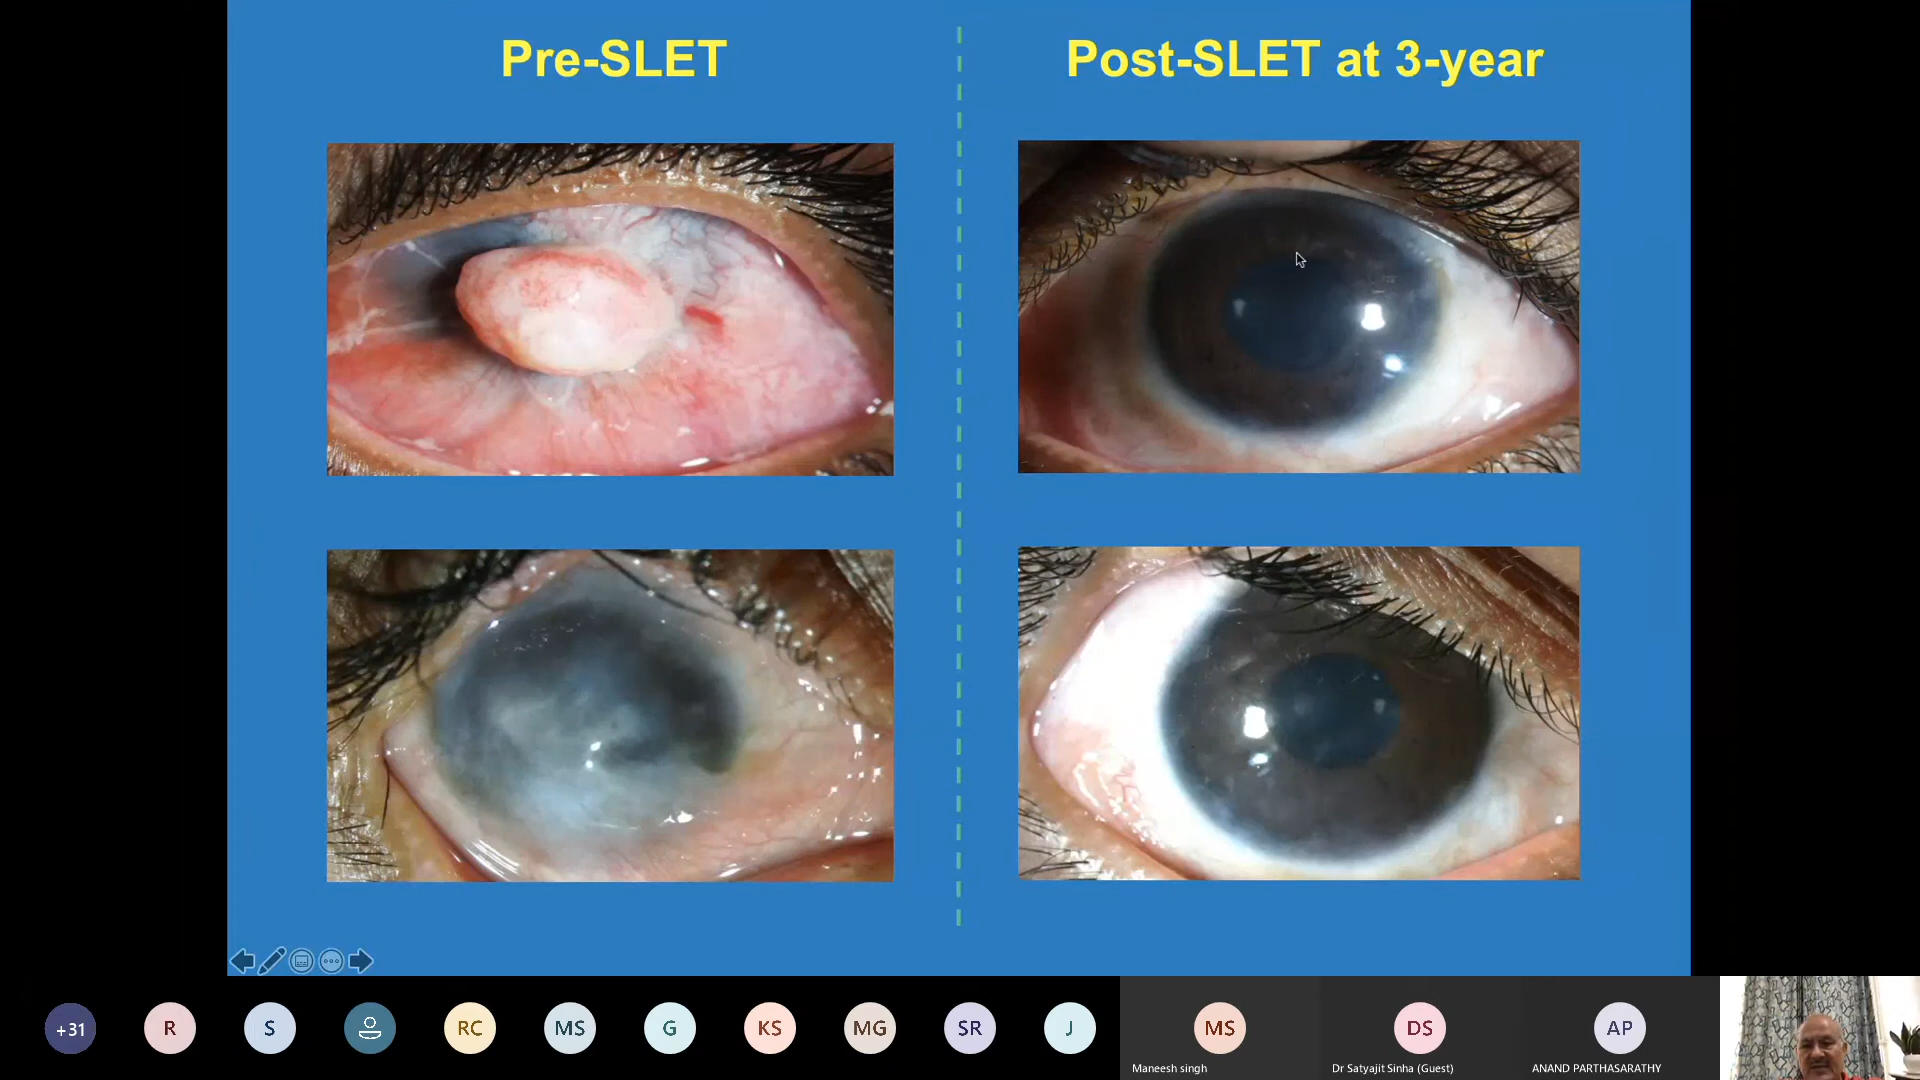 Pre-SLET
Post-SLET at 3-year
+31
R
S
RC
MS
G
KS
MG
SR
J
MS
Maneesh singh
DS
Dr Satyajit Sinha (Guest)
AP
ANAND PARTHASARATHY